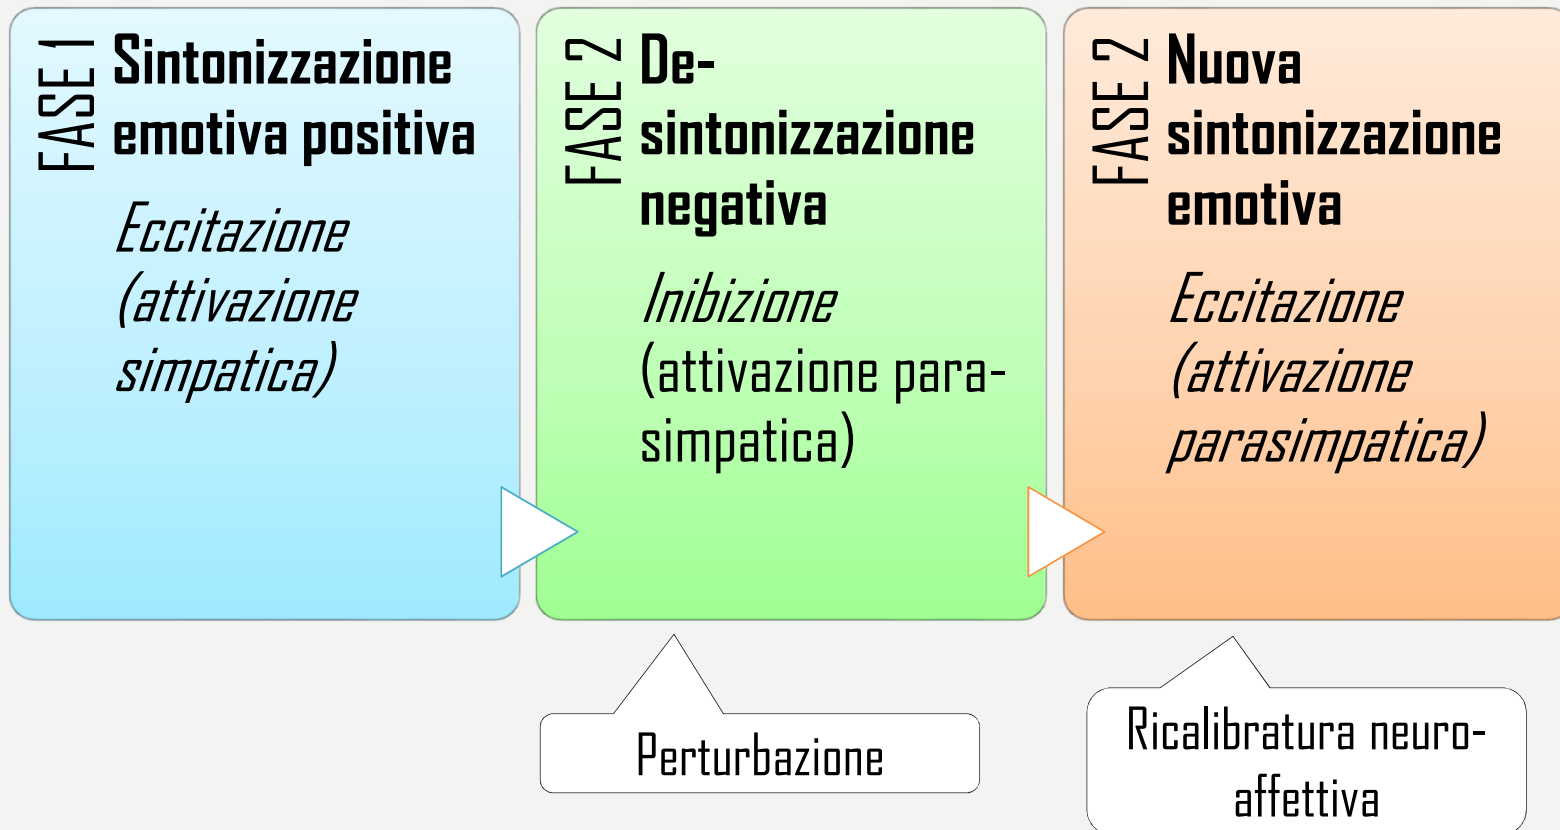 FASE 1
Sintonizzazione
emotiva positiva
Eccitazione
(attivazione
simpatica)
FASE 2
De-
sintonizzazione
negativa
Inibizione
(attivazione para-
simpatica)
FASE 2
Nuova
sintonizzazione
emotiva
Eccitazione
(attivazione
parasimpatica)
Perturbazione
Ricalibratura neuro-
affettiva